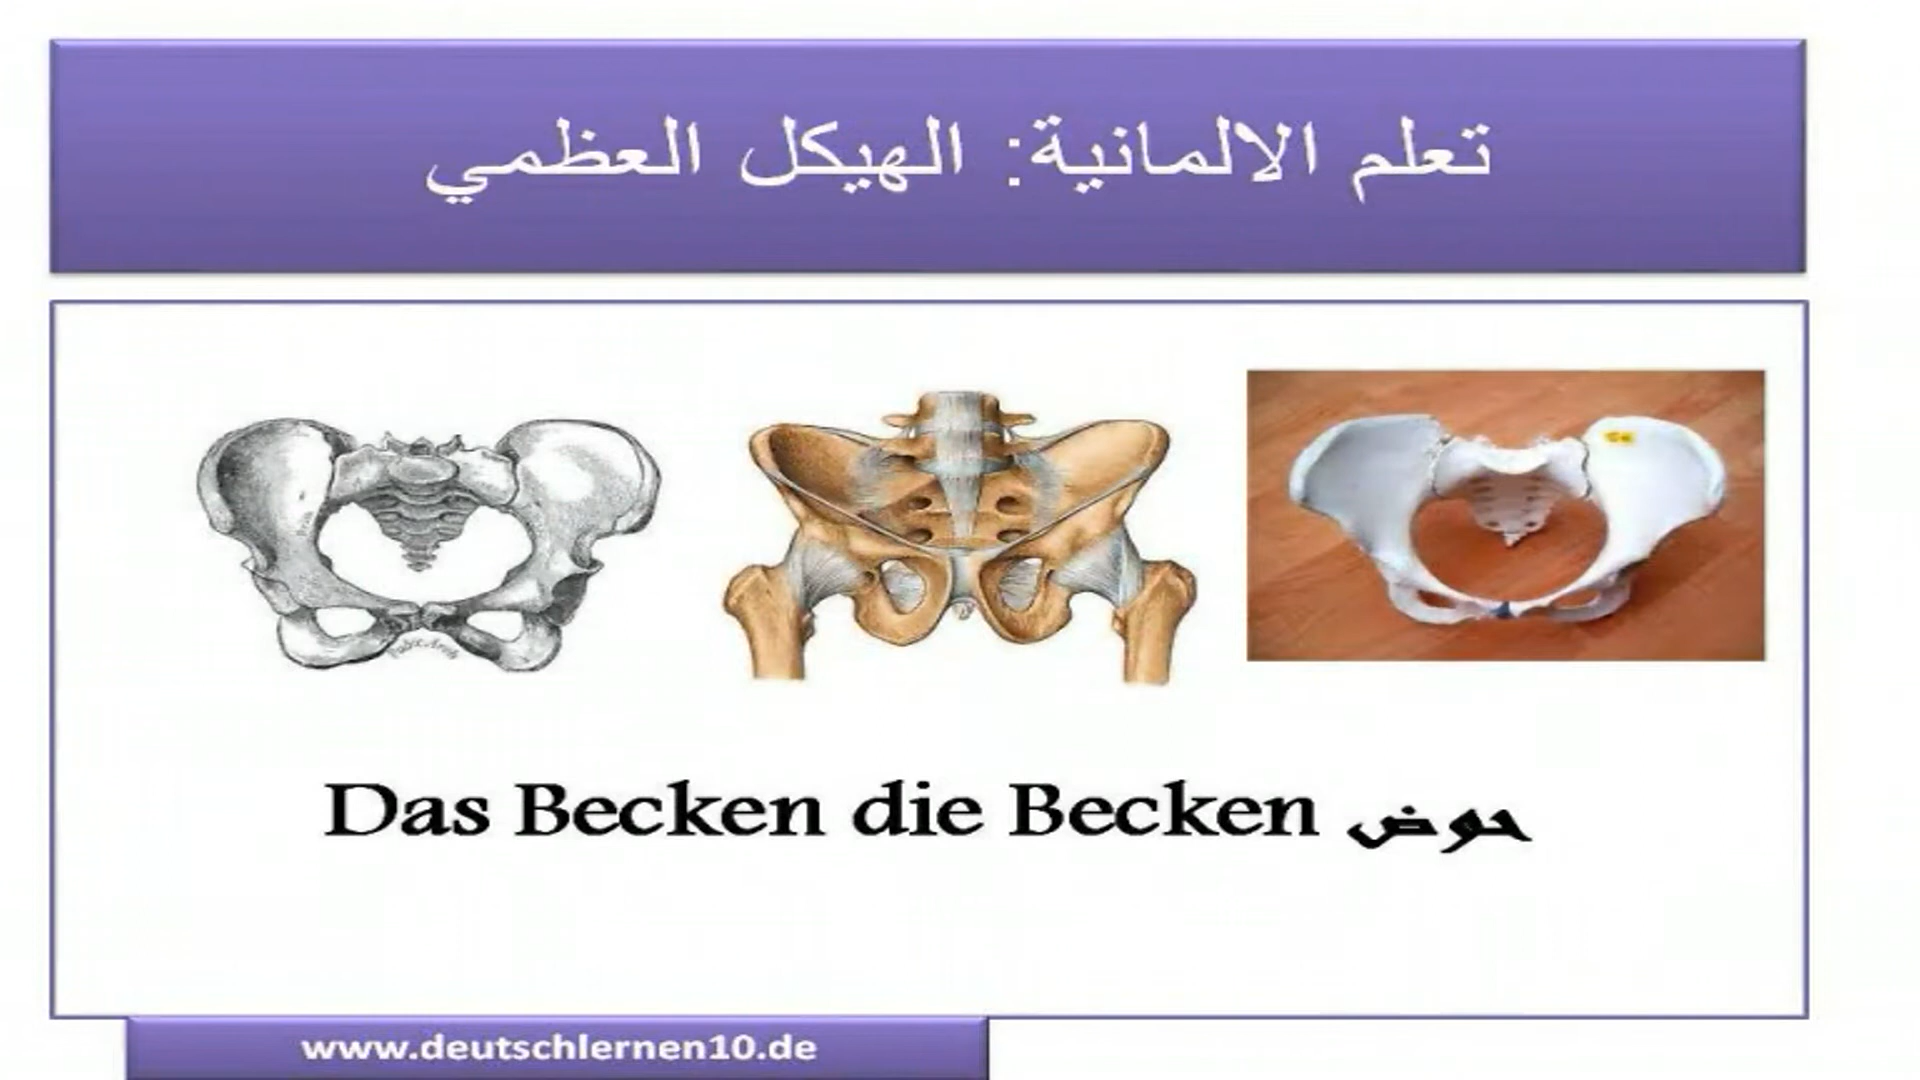 تعلم الالمانية: الهيكل العظمي
Das Becken die Becken حوض
www.deutschlernen10.de